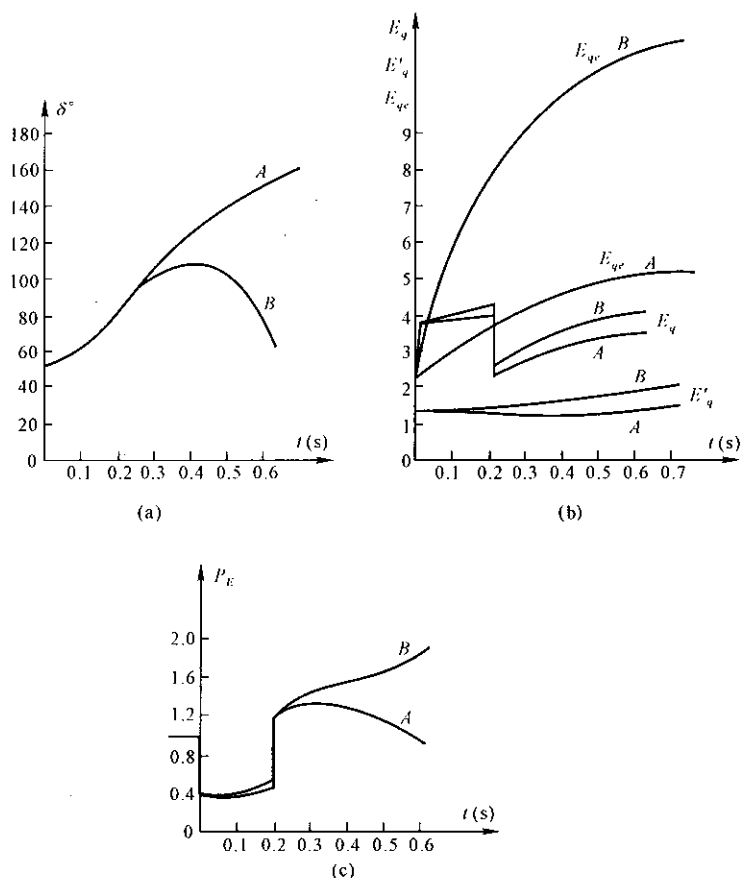 δ°
180
160
140
120
100
80
60
40
20
0
A
B
t(s)
0.1 0.2 0.3 0.4 0.5 0.6
(a)
E_q
E'_q
E_qe
9
8
7
6
5
4
3
2
1
0
E_qe B
E_qe A
B
E_q
A
B
E'_q
A
t(s)
0.1 0.2 0.3 0.4 0.5 0.6 0.7
(b)
P_E
2.0
1.6
1.2
0.8
0.4
0
B
A
t(s)
0.1 0.2 0.3 0.4 0.5 0.6
(c)